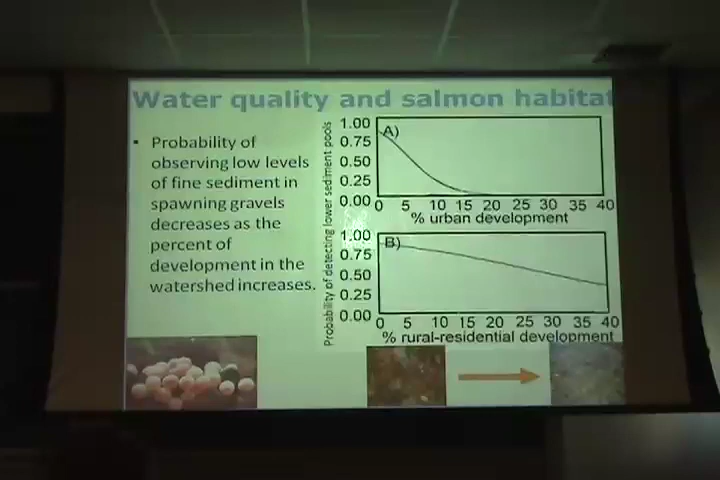 Water quality and salmon habitat
• Probability of
observing low levels
of fine sediment in
spawning gravels
decreases as the
percent of
development in the
watershed increases.
Probability of detecting lower sediment pools
A)
1.00
0.75
0.50
0.25
0.00
0 5 10 15 20 25 30 35 40
% urban development
B)
1.00
0.75
0.50
0.25
0.00
0 5 10 15 20 25 30 35 40
% rural-residential development